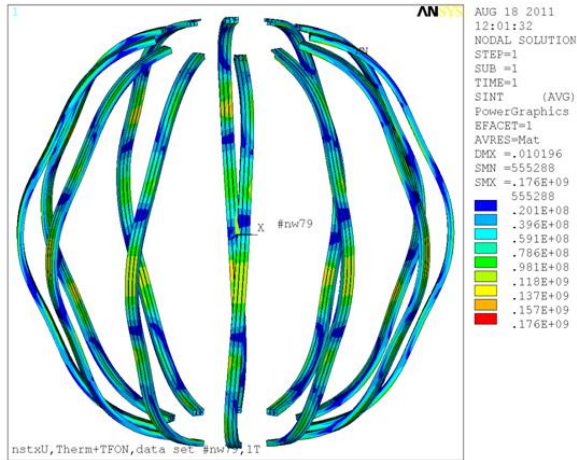 1
ANSYS
AUG 18 2011
12:01:32
NODAL SOLUTION
STEP=1
SUB =1
TIME=1
SINT (AVG)
PowerGraphics
EFACET=1
AVRES=Mat
DMX =.010196
SMN =555288
SMX =.176E+09
555288
.201E+08
.396E+08
.591E+08
.786E+08
.981E+08
.118E+09
.137E+09
.157E+09
.176E+09
X #nw79
nstxU,Therm+TFON,data set #nw79,1T